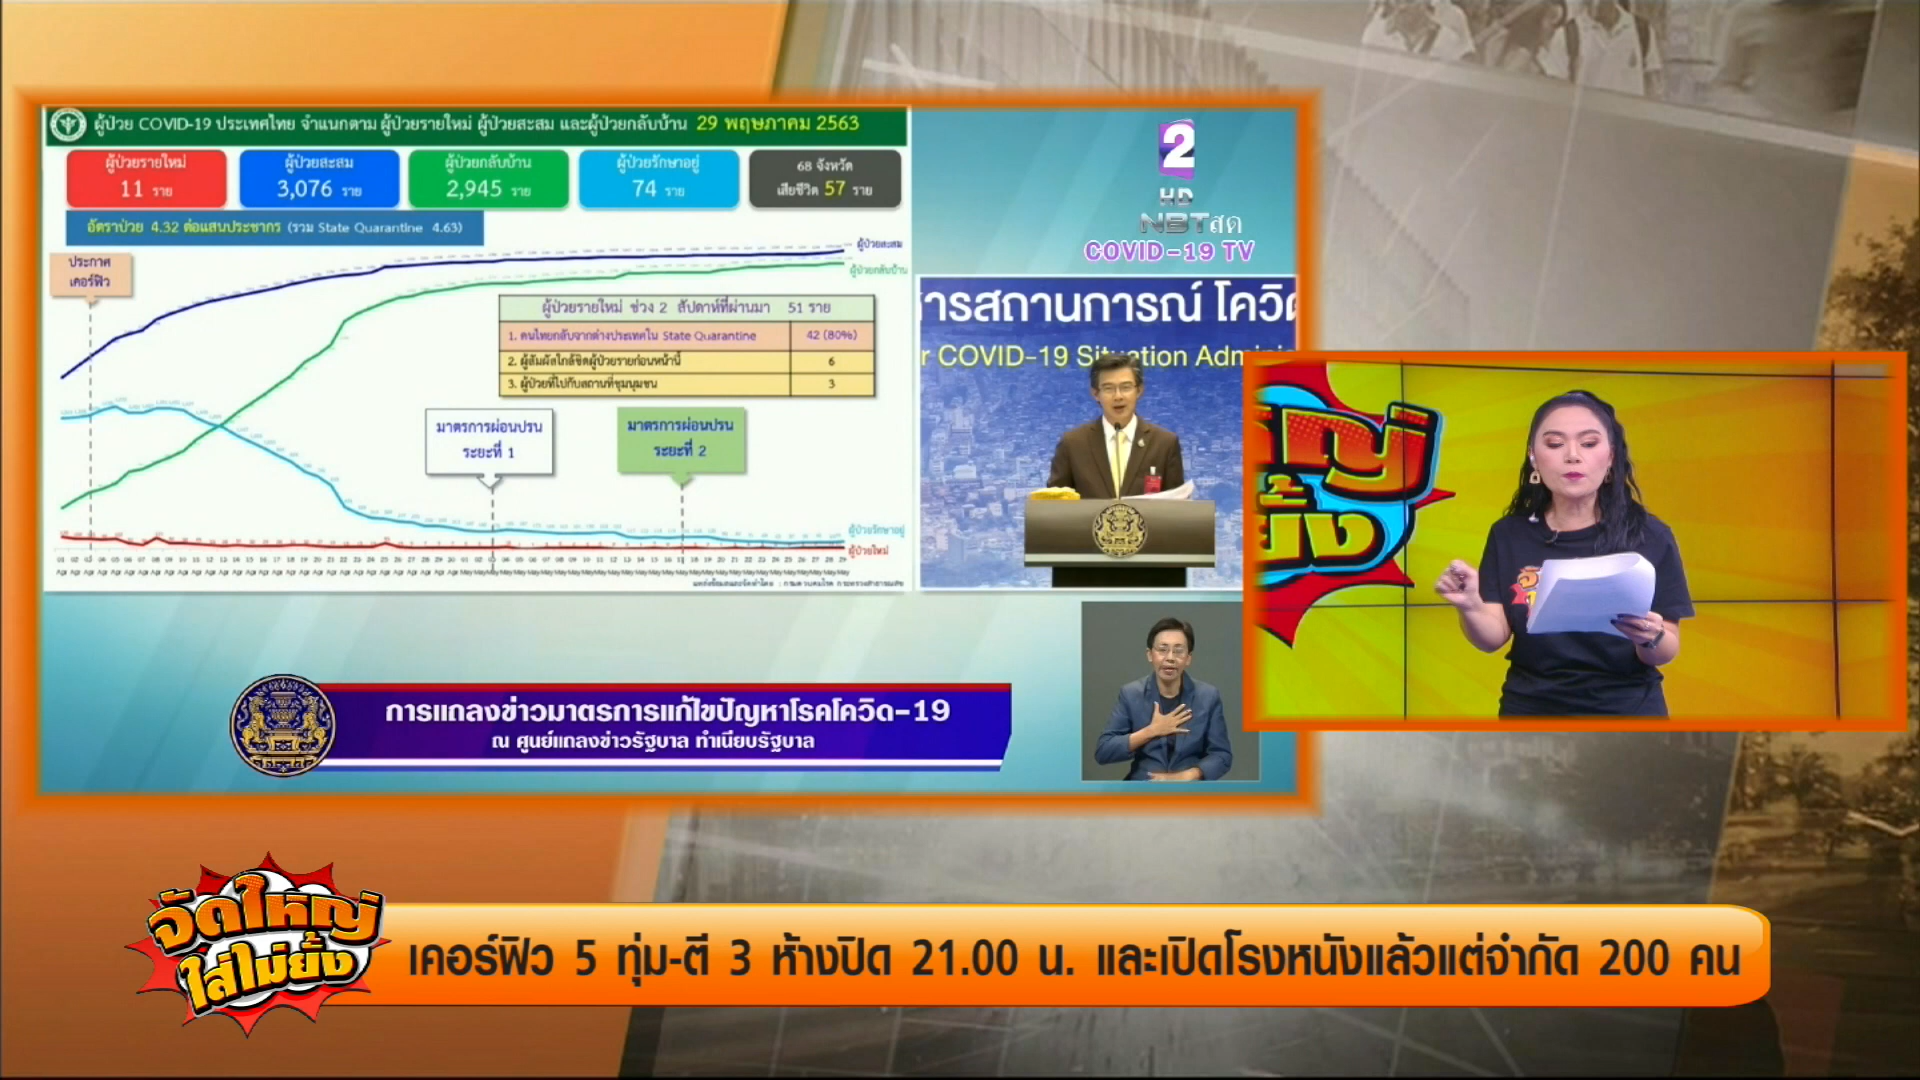 ผู้ป่วย COVID-19 ประเทศไทย จำแนกตาม ผู้ป่วยรายใหม่ ผู้ป่วยสะสม และผู้ป่วยกลับบ้าน 29 พฤษภาคม 2563
ผู้ป่วยรายใหม่
11 ราย
ผู้ป่วยสะสม
3,076 ราย
ผู้ป่วยกลับบ้าน
2,945 ราย
ผู้ป่วยรักษาอยู่
74 ราย
68 จังหวัด
เสียชีวิต 57 ราย
อัตราป่วย 4.32 ต่อแสนประชากร (รวม State Quarantine 4.63)
ประกาศ
เคอร์ฟิว
ผู้ป่วยสะสม
ผู้ป่วยกลับบ้าน
ผู้ป่วยรายใหม่ ช่วง 2 สัปดาห์ที่ผ่านมา 51 ราย
1. คนไทยกลับจากต่างประเทศใน State Quarantine 42 (80%)
2. ผู้สัมผัสใกล้ชิดผู้ป่วยรายก่อนหน้านี้ 6
3. ผู้ป่วยที่ไปกับสถานที่ชุมนุมชน 3
มาตรการผ่อนปรน
ระยะที่ 1
มาตรการผ่อนปรน
ระยะที่ 2
ผู้ป่วยรักษาอยู่
ผู้ป่วยใหม่
2
HD
NBT สด
COVID-19 TV
ารสถานการณ์ โควิด
r COVID-19 Situation Adminis
การแถลงข่าวมาตรการแก้ไขปัญหาโรคโควิด-19
ณ ศูนย์แถลงข่าวรัฐบาล ทำเนียบรัฐบาล
จัดใหญ่
ใส่ไม่ยั้ง
เคอร์ฟิว 5 ทุ่ม-ตี 3 ห้างปิด 21.00 น. และเปิดโรงหนังแล้วแต่จำกัด 200 คน